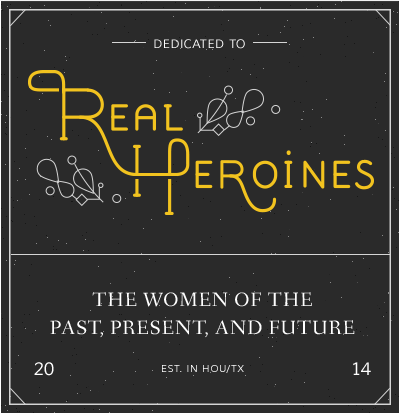 DEDICATED TO
REAL
HEROINES
THE WOMEN OF THE
PAST, PRESENT, AND FUTURE
20 EST. IN HOU/TX 14